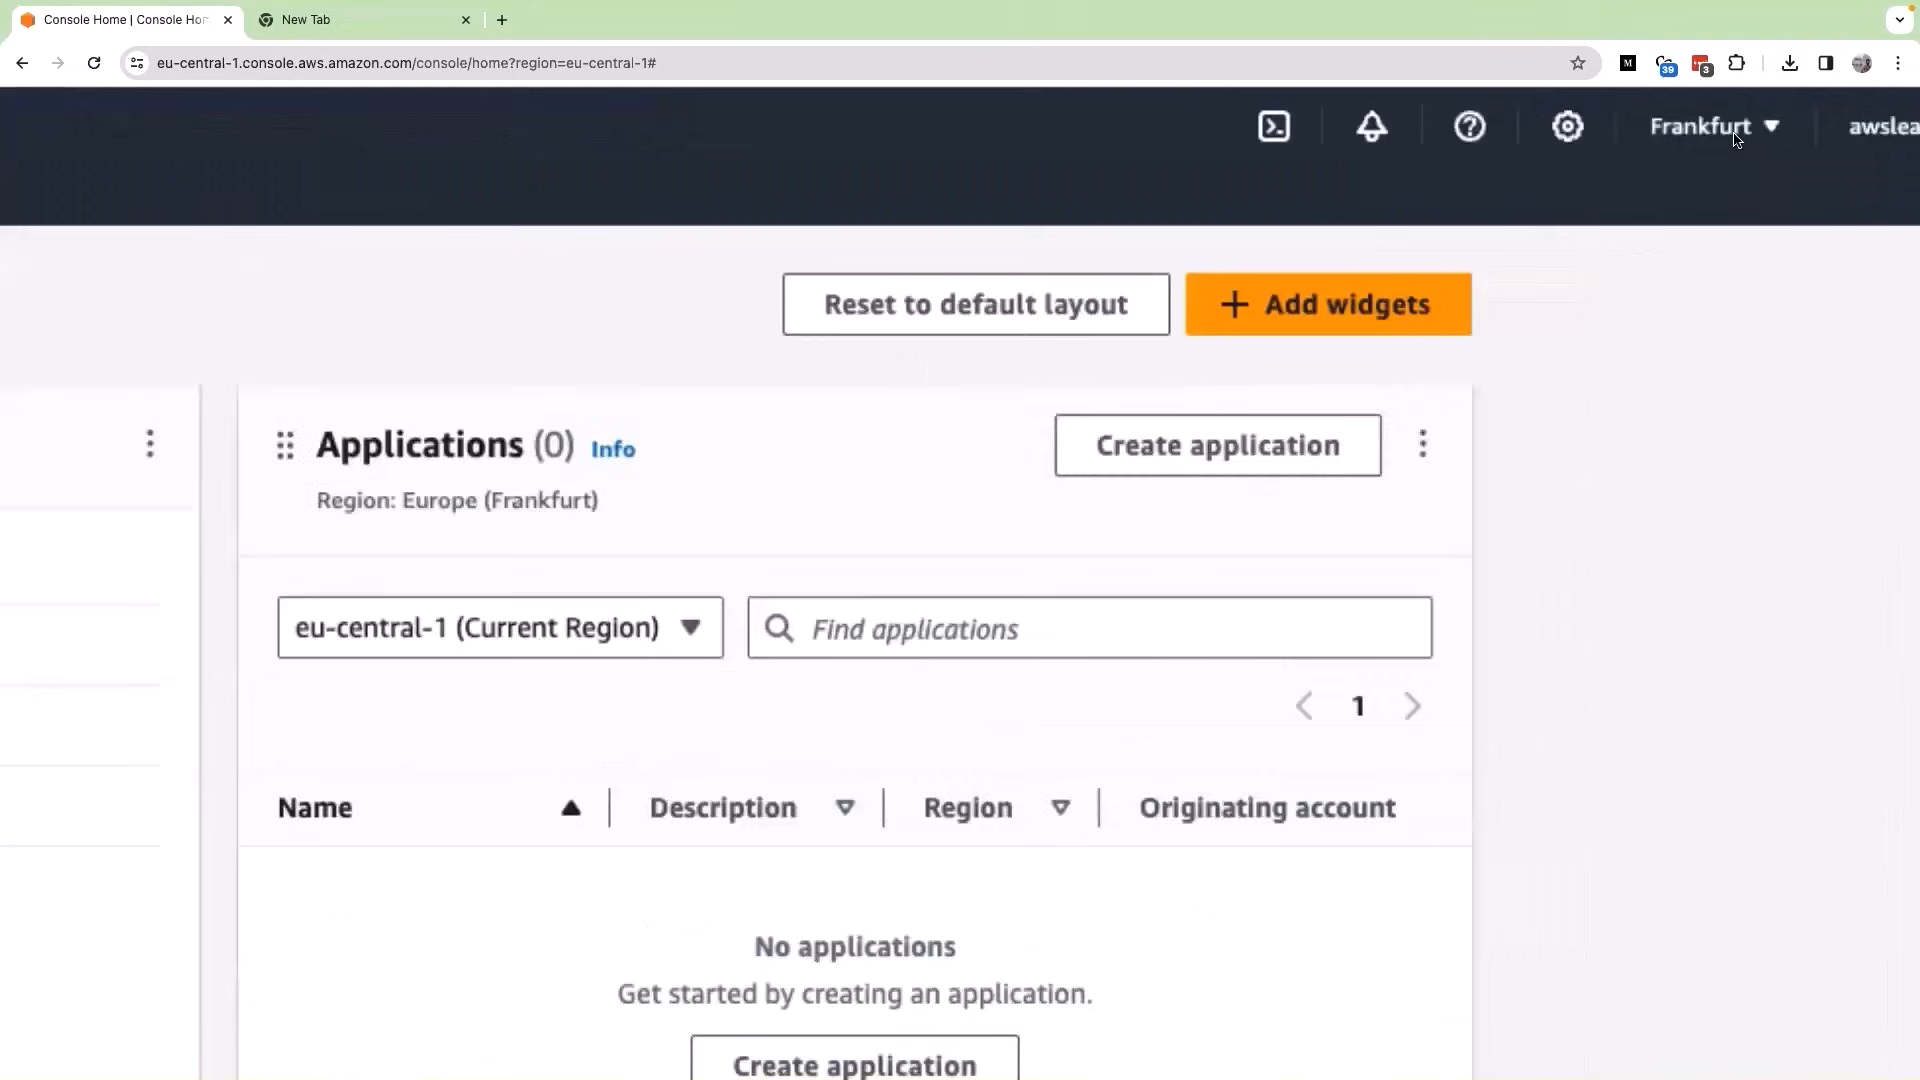 Console Home | Console Hor
New Tab
eu-central-1.console.aws.amazon.com/console/home?region=eu-central-1#
M
39
3
Frankfurt
awslea
Reset to default layout
+ Add widgets
Applications (0) Info
Create application
Region: Europe (Frankfurt)
eu-central-1 (Current Region)
Find applications
1
Name
Description
Region
Originating account
No applications
Get started by creating an application.
Create application